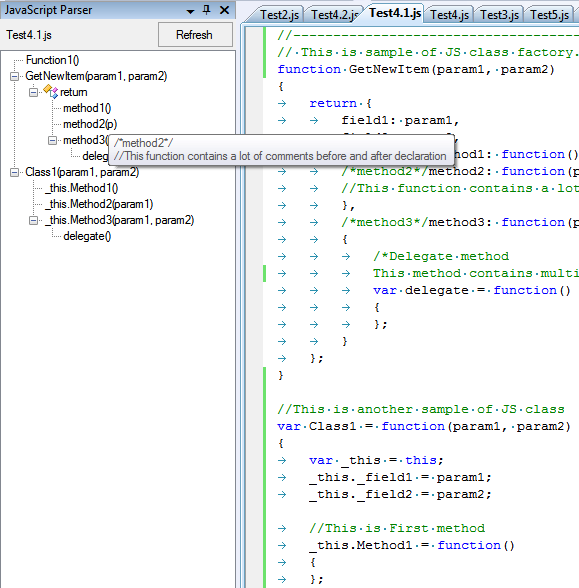 JavaScript Parser
Test4.1.js
Refresh
Function1()
GetNewItem(param1, param2)
return
method1()
method2(p)
method3(
deleg
/*method2*/
//This function contains a lot of comments before and after declaration
Class1(param1, param2)
_this.Method1()
_this.Method2(param1)
_this.Method3(param1, param2)
delegate()
Test2.js Test4.2.js Test4.1.js Test4.js Test3.js Test5.js
//----------------------------------
// This is sample of JS class factory.
function GetNewItem(param1, param2)
{
return {
field1: param1,
hod1: function()
/*method2*/method2: function(p
//This function contains a lot
},
/*method3*/method3: function(p
{
/*Delegate method
This method contains multi
var delegate = function()
{
};
}
};
}
//This is another sample of JS class
var Class1 = function(param1, param2)
{
var _this = this;
_this._field1 = param1;
_this._field2 = param2;
//This is First method
_this.Method1 = function()
{
};